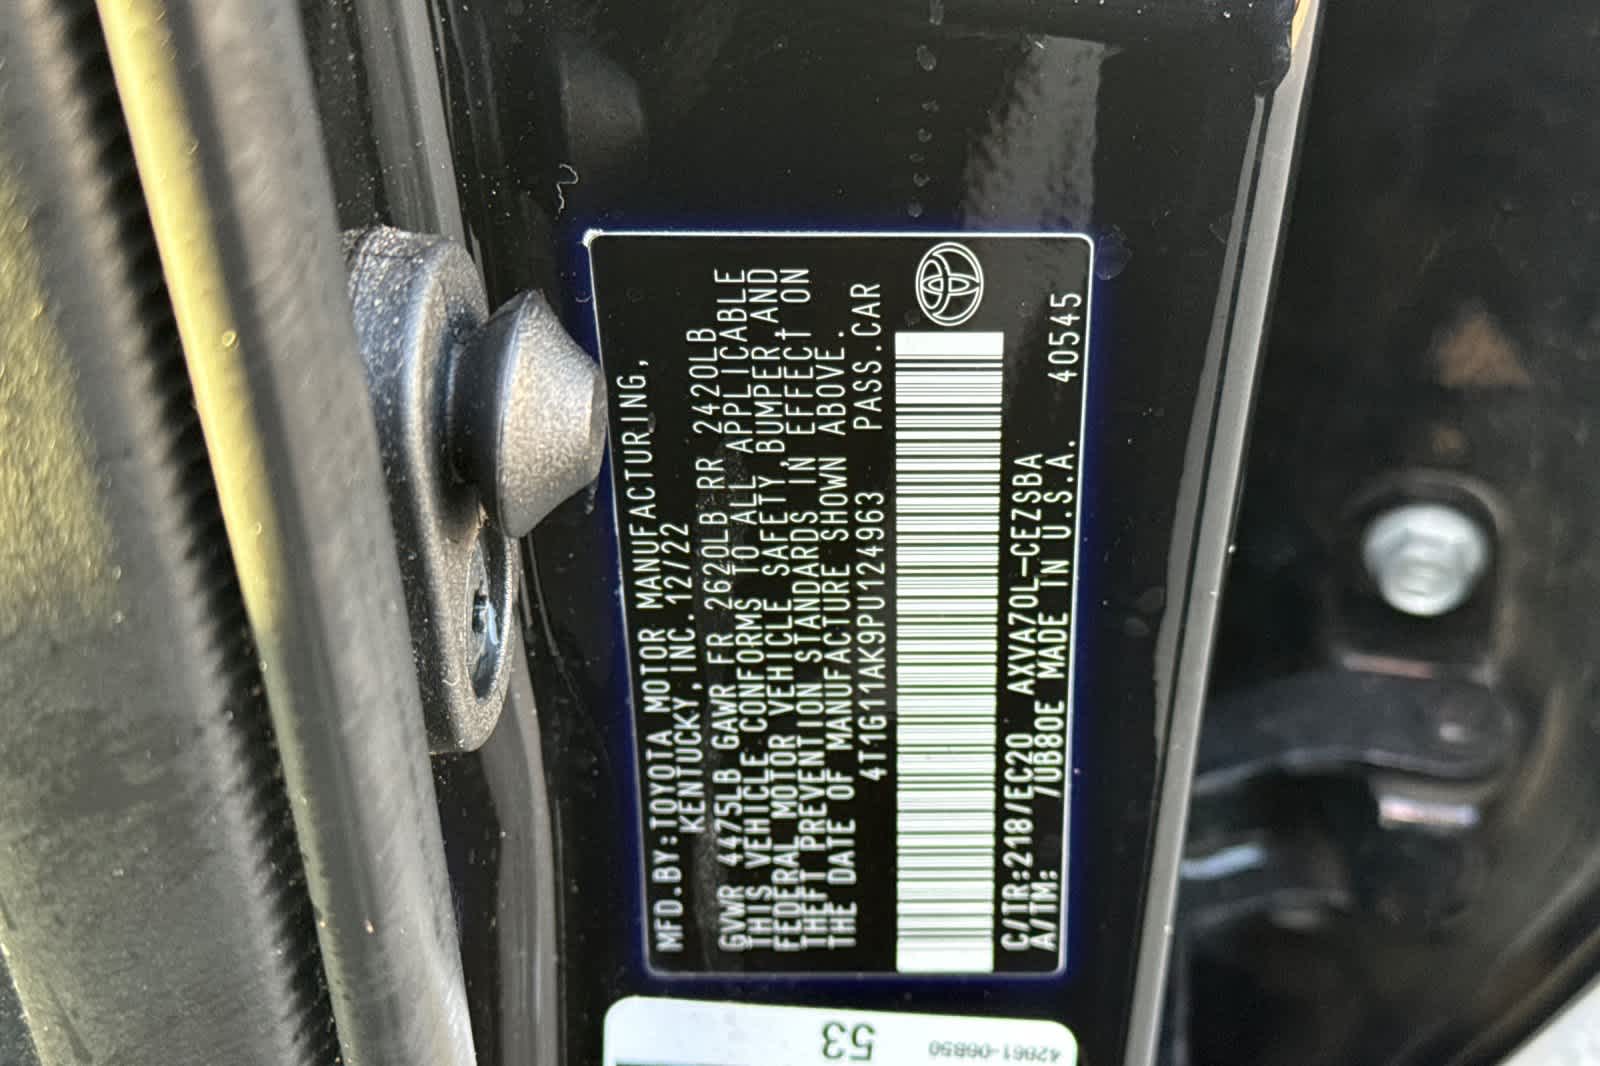 MFD.BY:TOYOTA MOTOR MANUFACTURING,
KENTUCKY,INC. 12/22
GVWR 4475LB GAWR FR 2620LB RR 2420LB
THIS VEHICLE CONFORMS TO ALL APPLICABLE
FEDERAL MOTOR VEHICLE SAFETY, BUMPER AND
THEFT PREVENTION STANDARDS IN EFFECT ON
THE DATE OF MANUFACTURE SHOWN ABOVE.
4T1G11AK9PU124963 PASS.CAR
C/TR:218/EC20 AXVA70L-CEZSBA 40545
A/TM: /UB80E MADE IN U.S.A.
53
42661-06B50